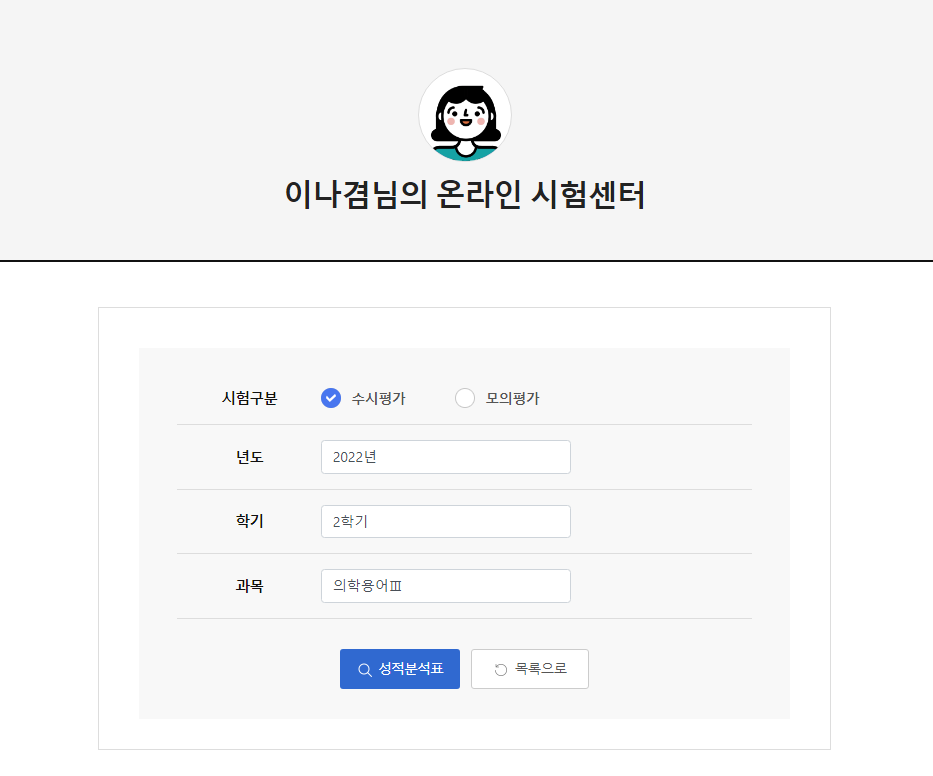 이나겸님의 온라인 시험센터
시험구분 수시평가 모의평가
년도 2022년
학기 2학기
과목 의학용어Ⅲ
성적분석표 목록으로